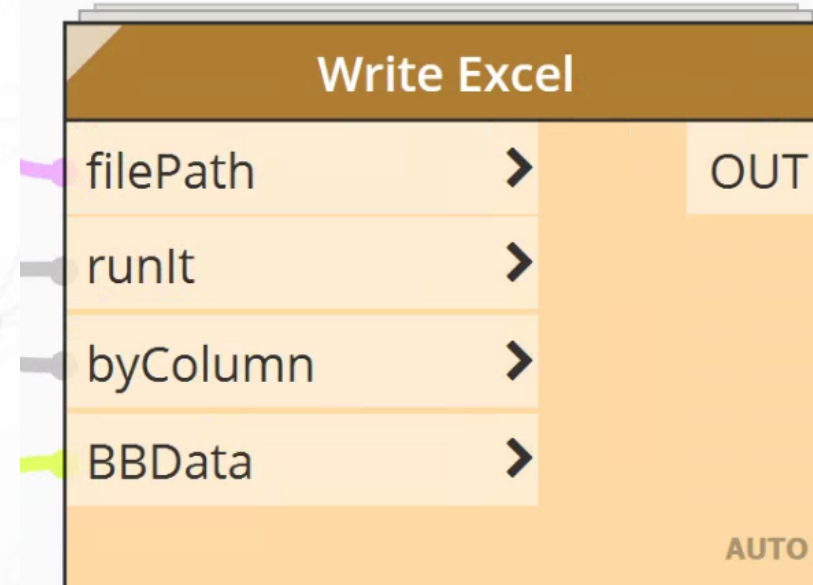 Write Excel
filePath
OUT
runIt
byColumn
BBData
AUTO